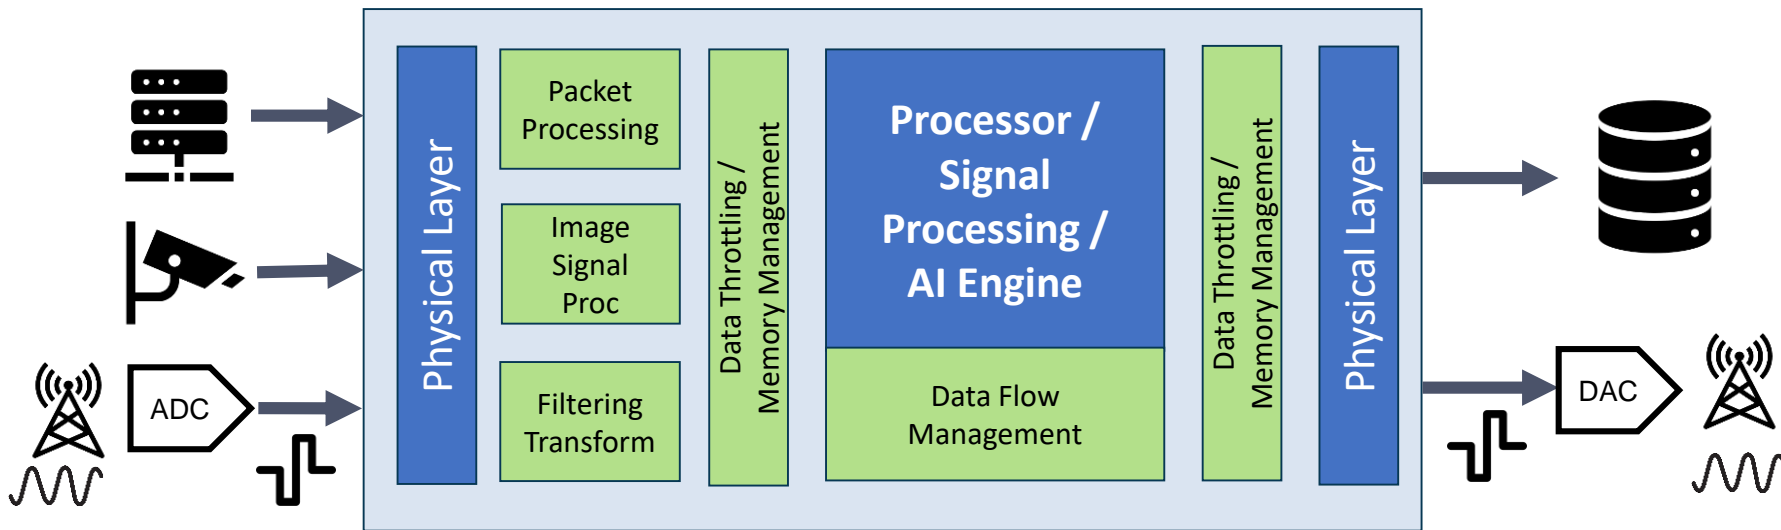 Physical Layer
Packet
Processing
Image
Signal
Proc
Filtering
Transform
ADC
Data Throttling /
Memory Management
Processor /
Signal
Processing /
AI Engine
Data Flow
Management
Data Throttling /
Memory Management
Physical Layer
DAC